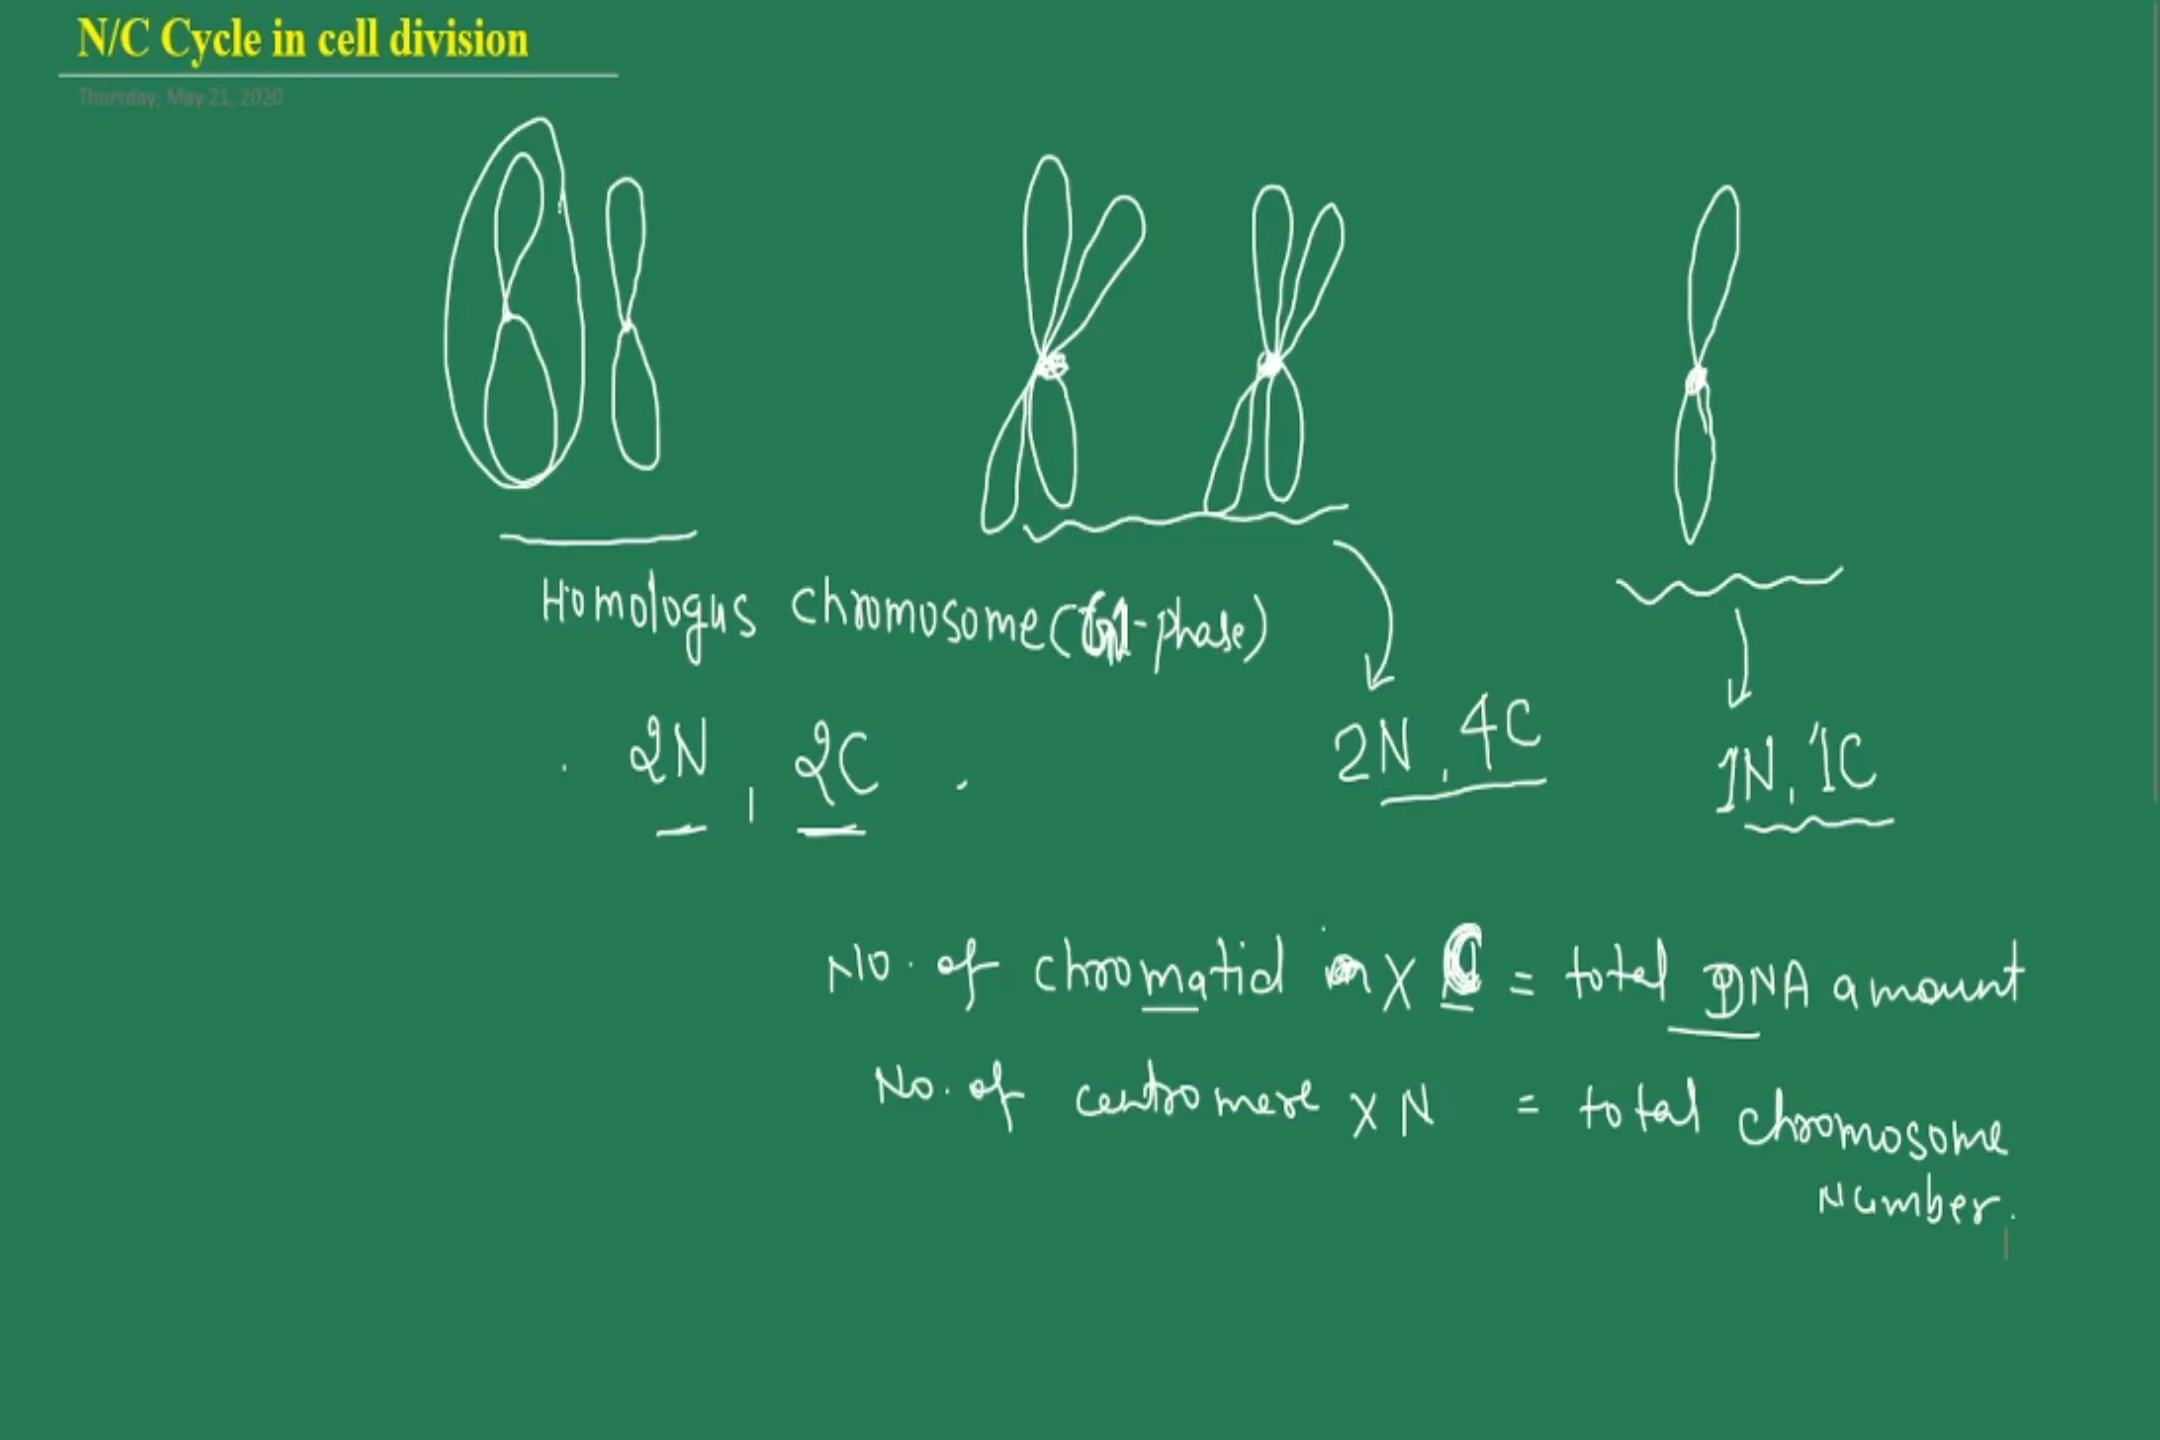 N/C Cycle in cell division
Thursday, May 21, 2020
Homologus chromosome (G1-phase)
2N, 2C
2N, 4C
1N, 1C
No. of chromatid X C = total DNA amount
No. of centromere X N = total chromosome
Number.